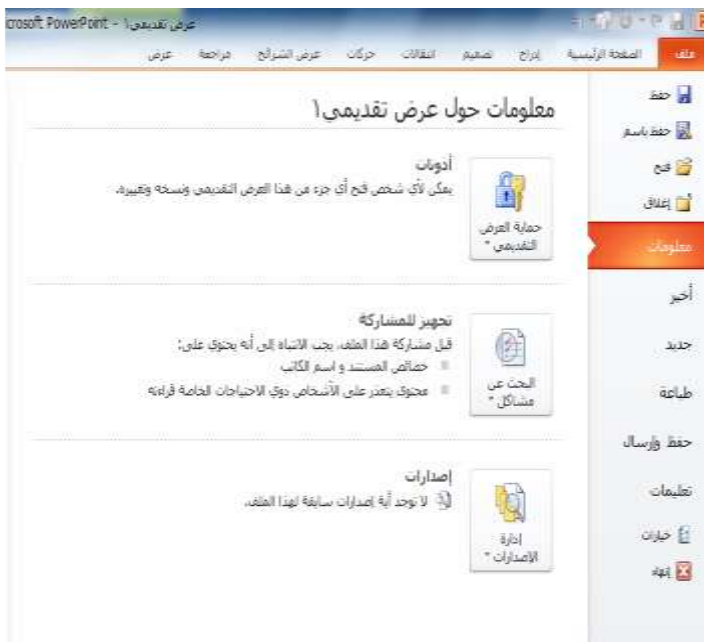 عرض تقديمي١ - crosoft PowerPoint
ملف الصفحة الرئيسية إدراج تصميم انتقالات حركات عرض الشرائح مراجعة عرض
حفظ
حفظ باسم
فتح
إغلاق
معلومات
أخير
جديد
طباعة
حفظ وإرسال
تعليمات
خيارات
إنهاء
معلومات حول عرض تقديمي١
حماية العرض
التقديمي
أذونات
يمكن لأي شخص فتح أي جزء من هذا العرض التقديمي ونسخه وتغييره.
البحث عن
مشاكل
تجهيز للمشاركة
قبل مشاركة هذا الملف، يجب الانتباه إلى أنه يحتوي على:
خصائص المستند و اسم الكاتب
محتوى يتعذر على الأشخاص ذوي الاحتياجات الخاصة قراءته
إدارة
الإصدارات
إصدارات
لا توجد أية إصدارات سابقة لهذا الملف.